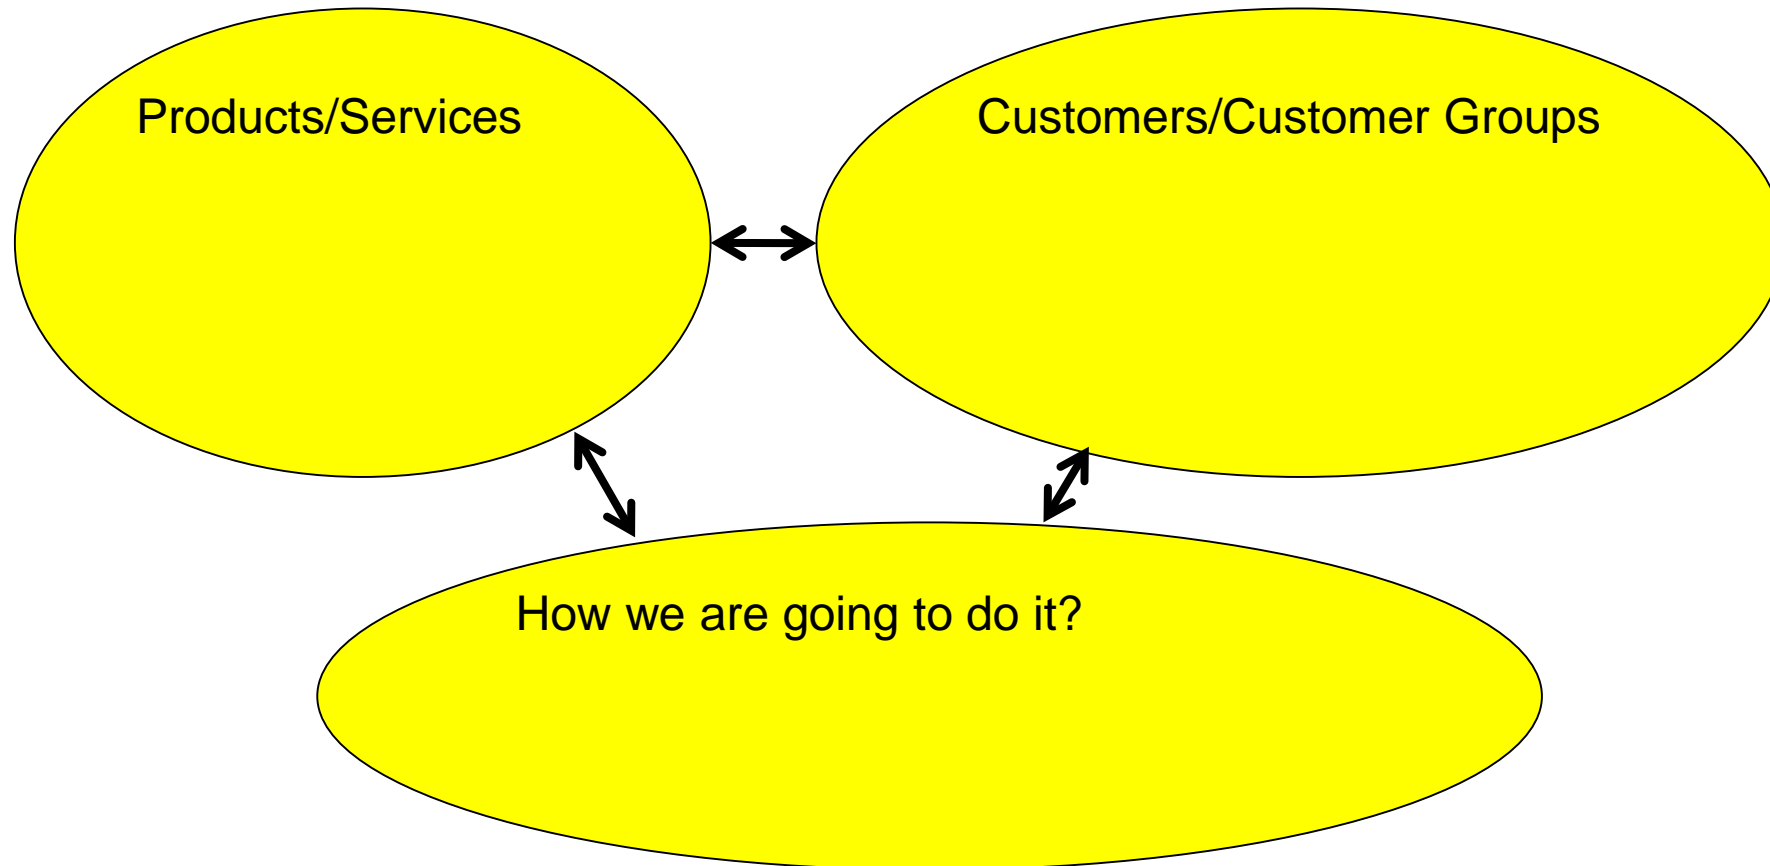 Products/Services
Customers/Customer Groups
How we are going to do it?